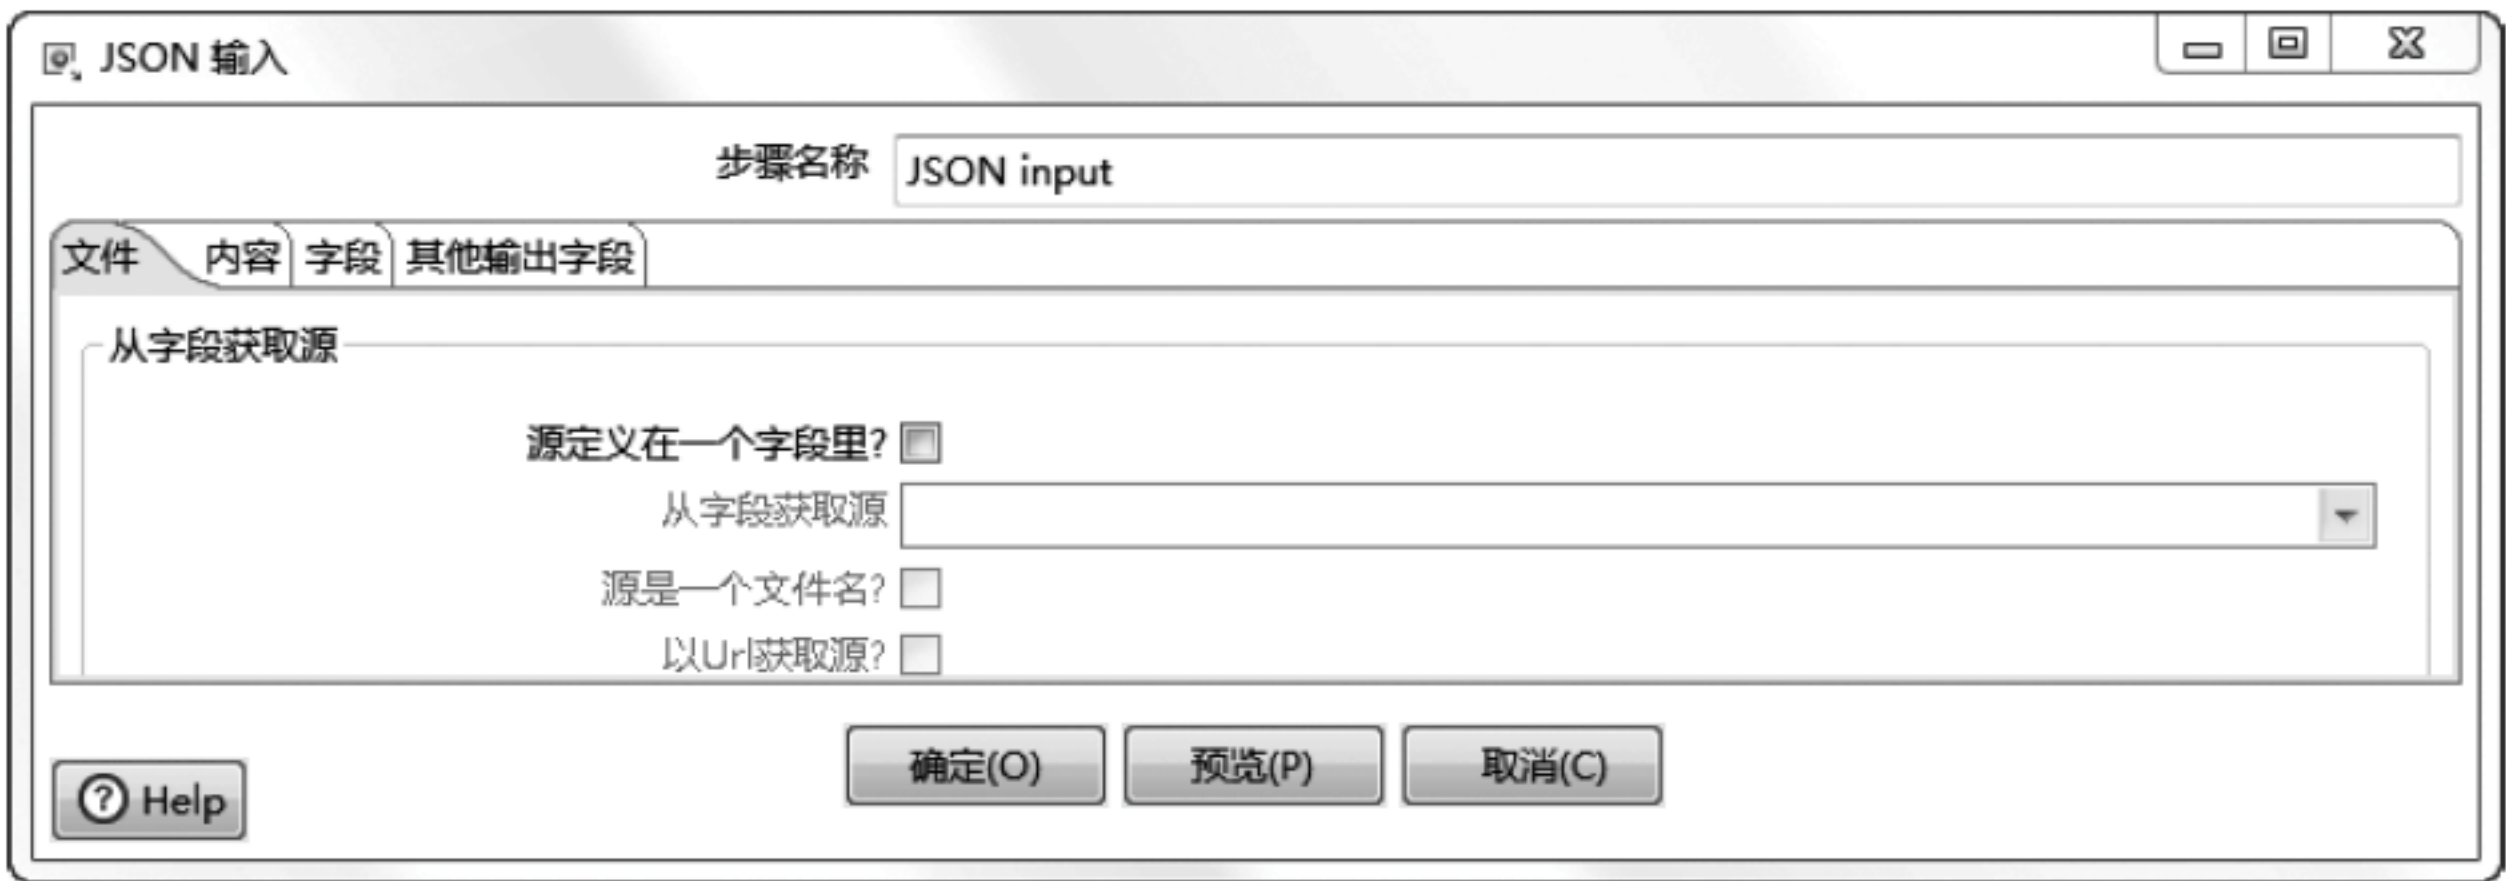 JSON 输入
步骤名称 JSON input
文件 内容 字段 其他输出字段
从字段获取源
源定义在一个字段里?
从字段获取源
源是一个文件名?
以Url获取源?
确定(O) 预览(P) 取消(C)
Help